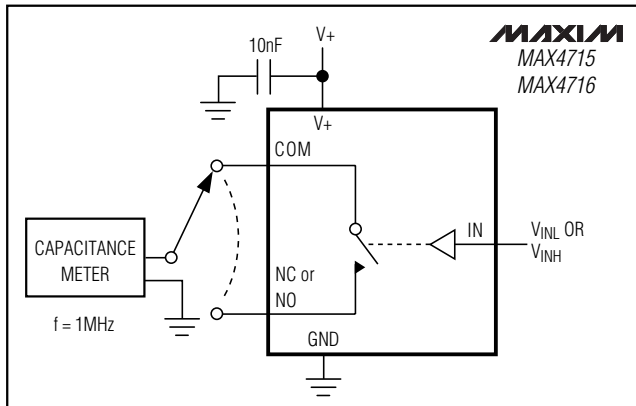 MAXIM
MAX4715
MAX4716
V+
10nF
V+
COM
IN
VINL OR
VINH
CAPACITANCE
METER
NC or
NO
f = 1MHz
GND